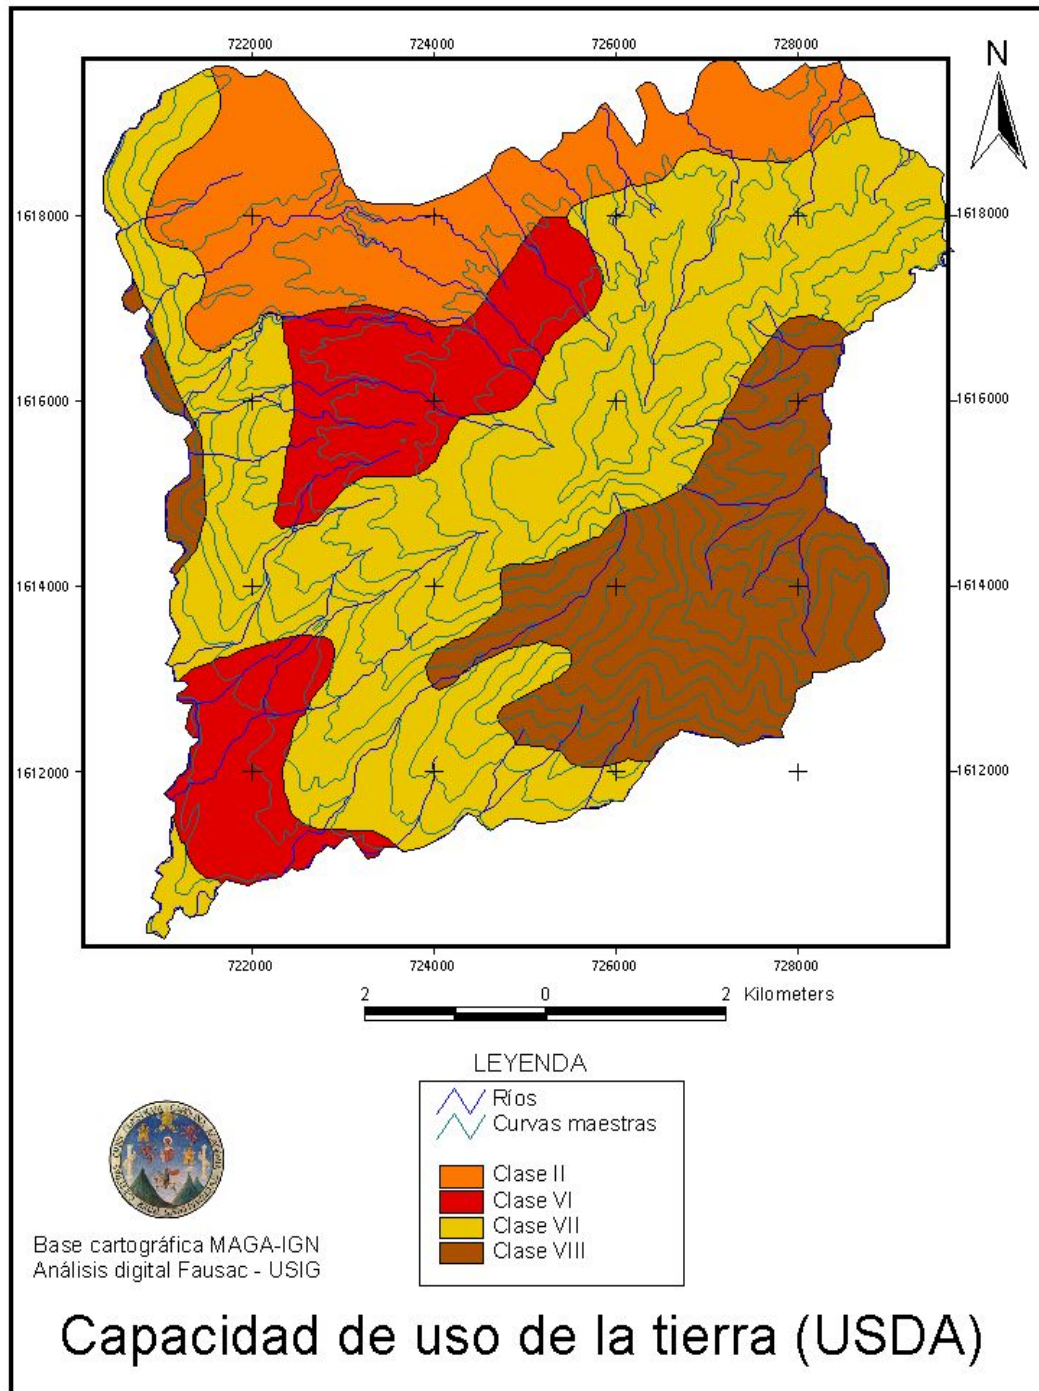 722000 724000 726000 728000
N
1618000 1618000
1616000 1616000
1614000 1614000
1612000 1612000
722000 724000 726000 728000
2 0 2 Kilometers
LEYENDA
Ríos
Curvas maestras
Clase II
Clase VI
Clase VII
Clase VIII
Base cartográfica MAGA-IGN
Análisis digital Fausac - USIG
Capacidad de uso de la tierra (USDA)